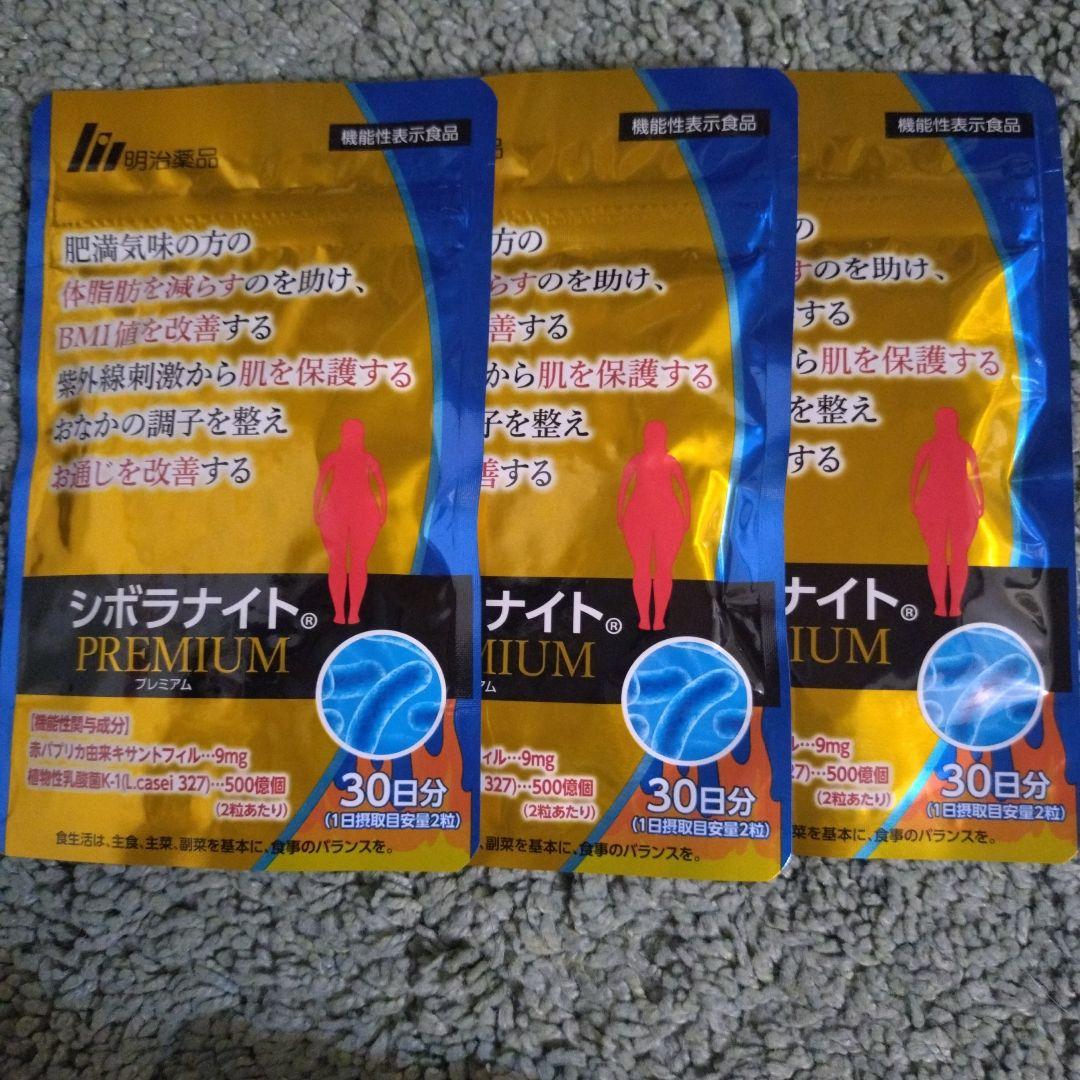 明治薬品
機能性表示食品
肥満気味の方の
体脂肪を減らすのを助け、
BMI値を改善する
紫外線刺激から肌を保護する
おなかの調子を整え
お通じを改善する
シボラナイト®
PREMIUM
プレミアム
【機能性関与成分】
赤パプリカ由来キサントフィル…9mg
植物性乳酸菌K-1(L.casei 327)…500億個
(2粒あたり)
30日分
(1日摂取目安量2粒)
食生活は、主食、主菜、副菜を基本に、食事のバランスを。
品
機能性表示食品
方の
らすのを助け、
善する
から肌を保護する
子を整え
善する
ナイト®
MIUM
アム
ィル…9mg
327)…500億個
(2粒あたり)
30日分
(1日摂取目安量2粒)
、副菜を基本に、食事のバランスを。
機能性表示食品
の
すのを助け、
する
ら肌を保護する
を整え
する
ナイト®
IUM
ル…9mg
27)…500億個
(2粒あたり)
30日分
(1日摂取目安量2粒)
菜を基本に、食事のバランスを。